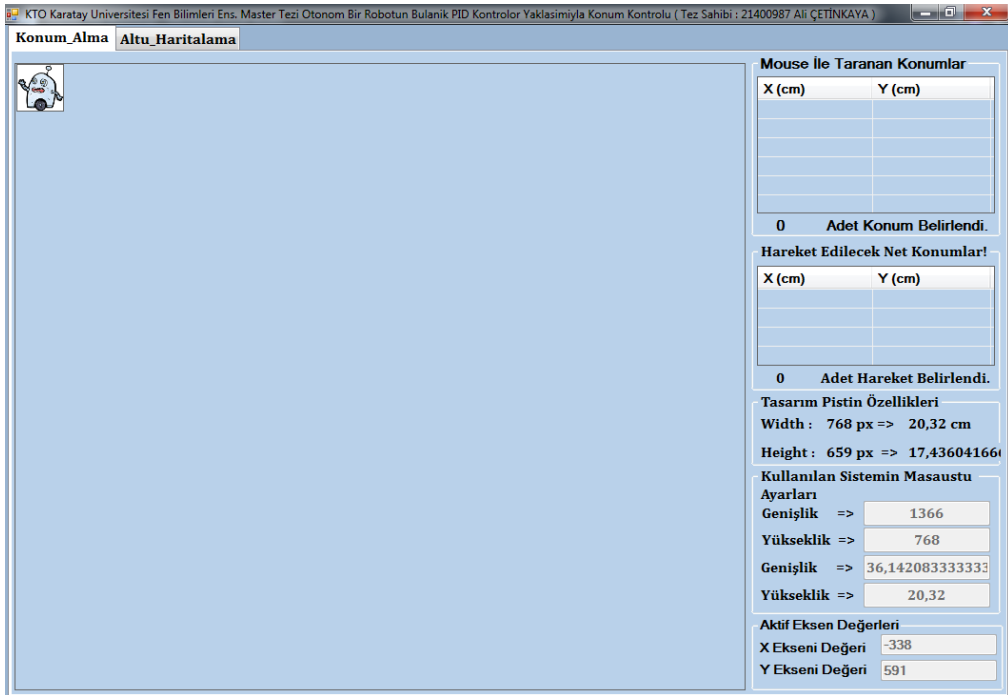 KTO Karatay Universitesi Fen Bilimleri Ens. Master Tezi Otonom Bir Robotun Bulanik PID Kontrolor Yaklasimiyla Konum Kontrolu ( Tez Sahibi : 21400987 Ali ÇETİNKAYA )
Konum_Alma Altu_Haritalama
Mouse İle Taranan Konumlar
X (cm) Y (cm)
0 Adet Konum Belirlendi.
Hareket Edilecek Net Konumlar!
X (cm) Y (cm)
0 Adet Hareket Belirlendi.
Tasarım Pistin Özellikleri
Width : 768 px => 20,32 cm
Height : 659 px => 17,436041666
Kullanılan Sistemin Masaustu
Ayarları
Genişlik => 1366
Yükseklik => 768
Genişlik => 36,142083333333
Yükseklik => 20,32
Aktif Eksen Değerleri
X Ekseni Değeri -338
Y Ekseni Değeri 591